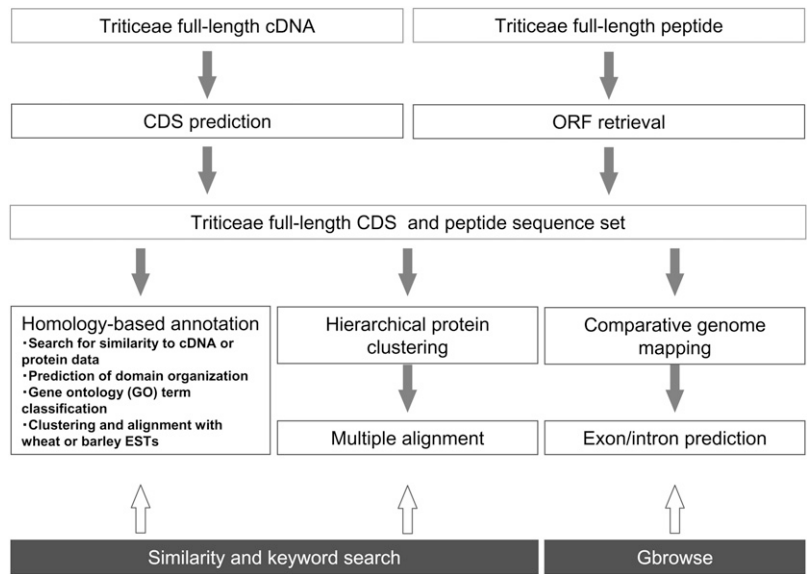 Triticeae full-length cDNA
Triticeae full-length peptide
CDS prediction
ORF retrieval
Triticeae full-length CDS and peptide sequence set
Homology-based annotation
・Search for similarity to cDNA or
protein data
・Prediction of domain organization
・Gene ontology (GO) term
classification
・Clustering and alignment with
wheat or barley ESTs
Hierarchical protein
clustering
Comparative genome
mapping
Multiple alignment
Exon/intron prediction
Similarity and keyword search
Gbrowse